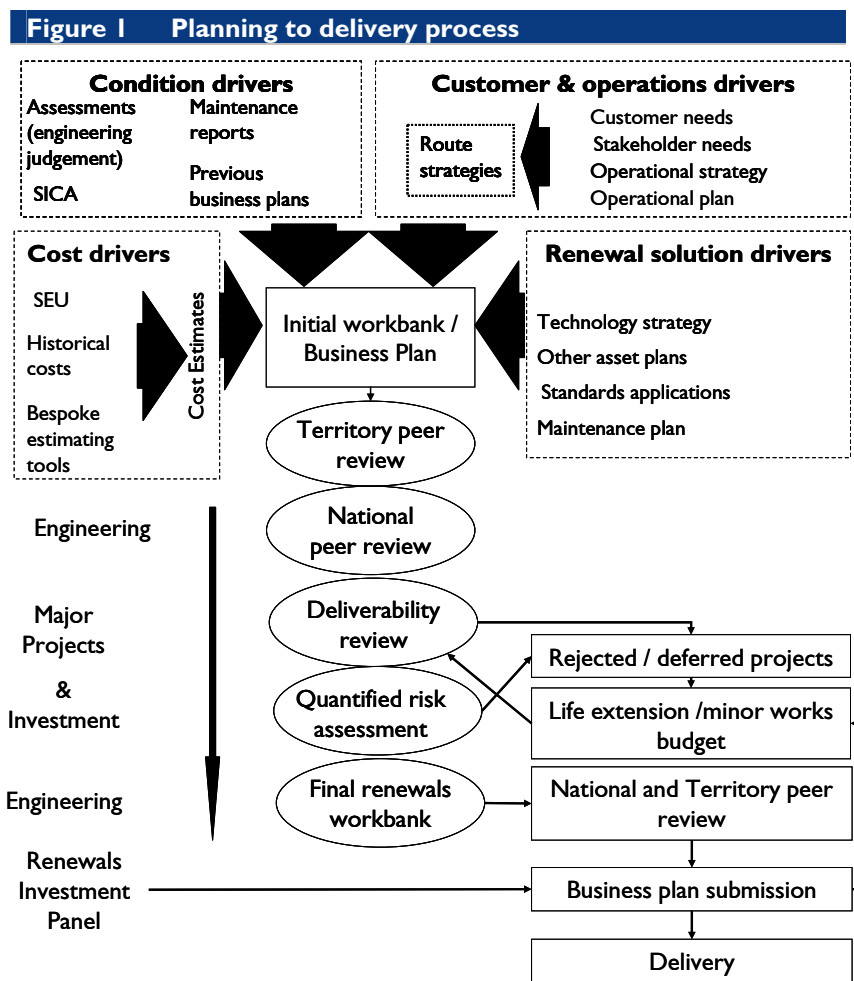 Figure 1 Planning to delivery process
Condition drivers
Assessments
(engineering
judgement)
SICA
Maintenance
reports
Previous
business plans
Customer & operations drivers
Route
strategies
Customer needs
Stakeholder needs
Operational strategy
Operational plan
Cost drivers
SEU
Historical
costs
Bespoke
estimating
tools
Cost Estimates
Initial workbank /
Business Plan
Renewal solution drivers
Technology strategy
Other asset plans
Standards applications
Maintenance plan
Territory peer
review
Engineering
National
peer review
Major
Projects
&
Investment
Deliverability
review
Rejected / deferred projects
Quantified risk
assessment
Life extension /minor works
budget
Engineering
Final renewals
workbank
National and Territory peer
review
Renewals
Investment
Panel
Business plan submission
Delivery